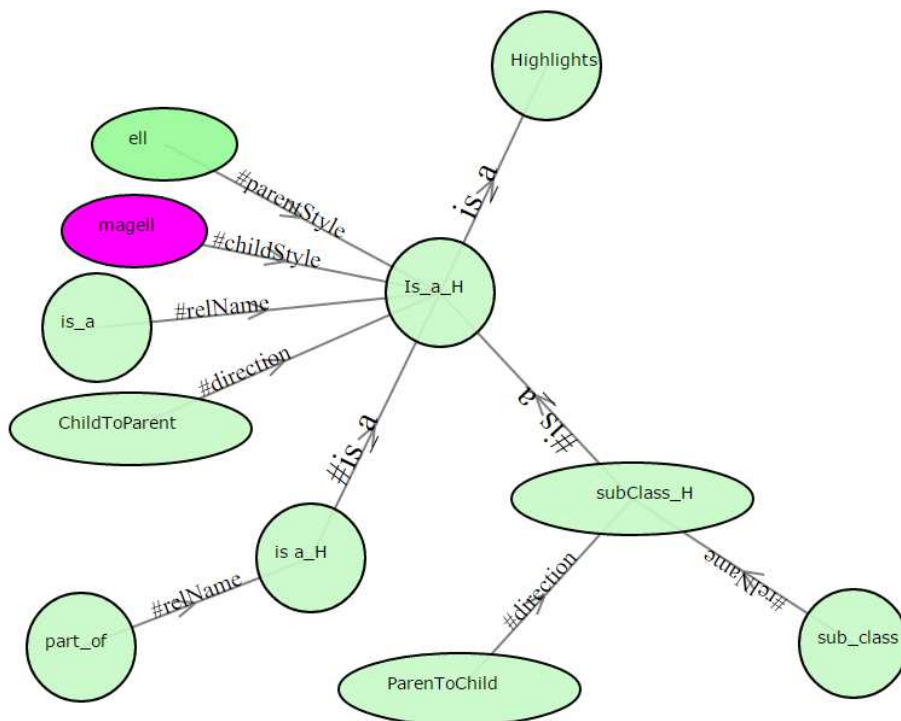 Highlights
ell
is_a
#parentStyle
magell
#childStyle
Is_a_H
is_a
#relName
#direction
ChildToParent
#is_a
#is_a
subClass_H
is a_H
#relName
#direction
#relName
part_of
sub_class
ParenToChild